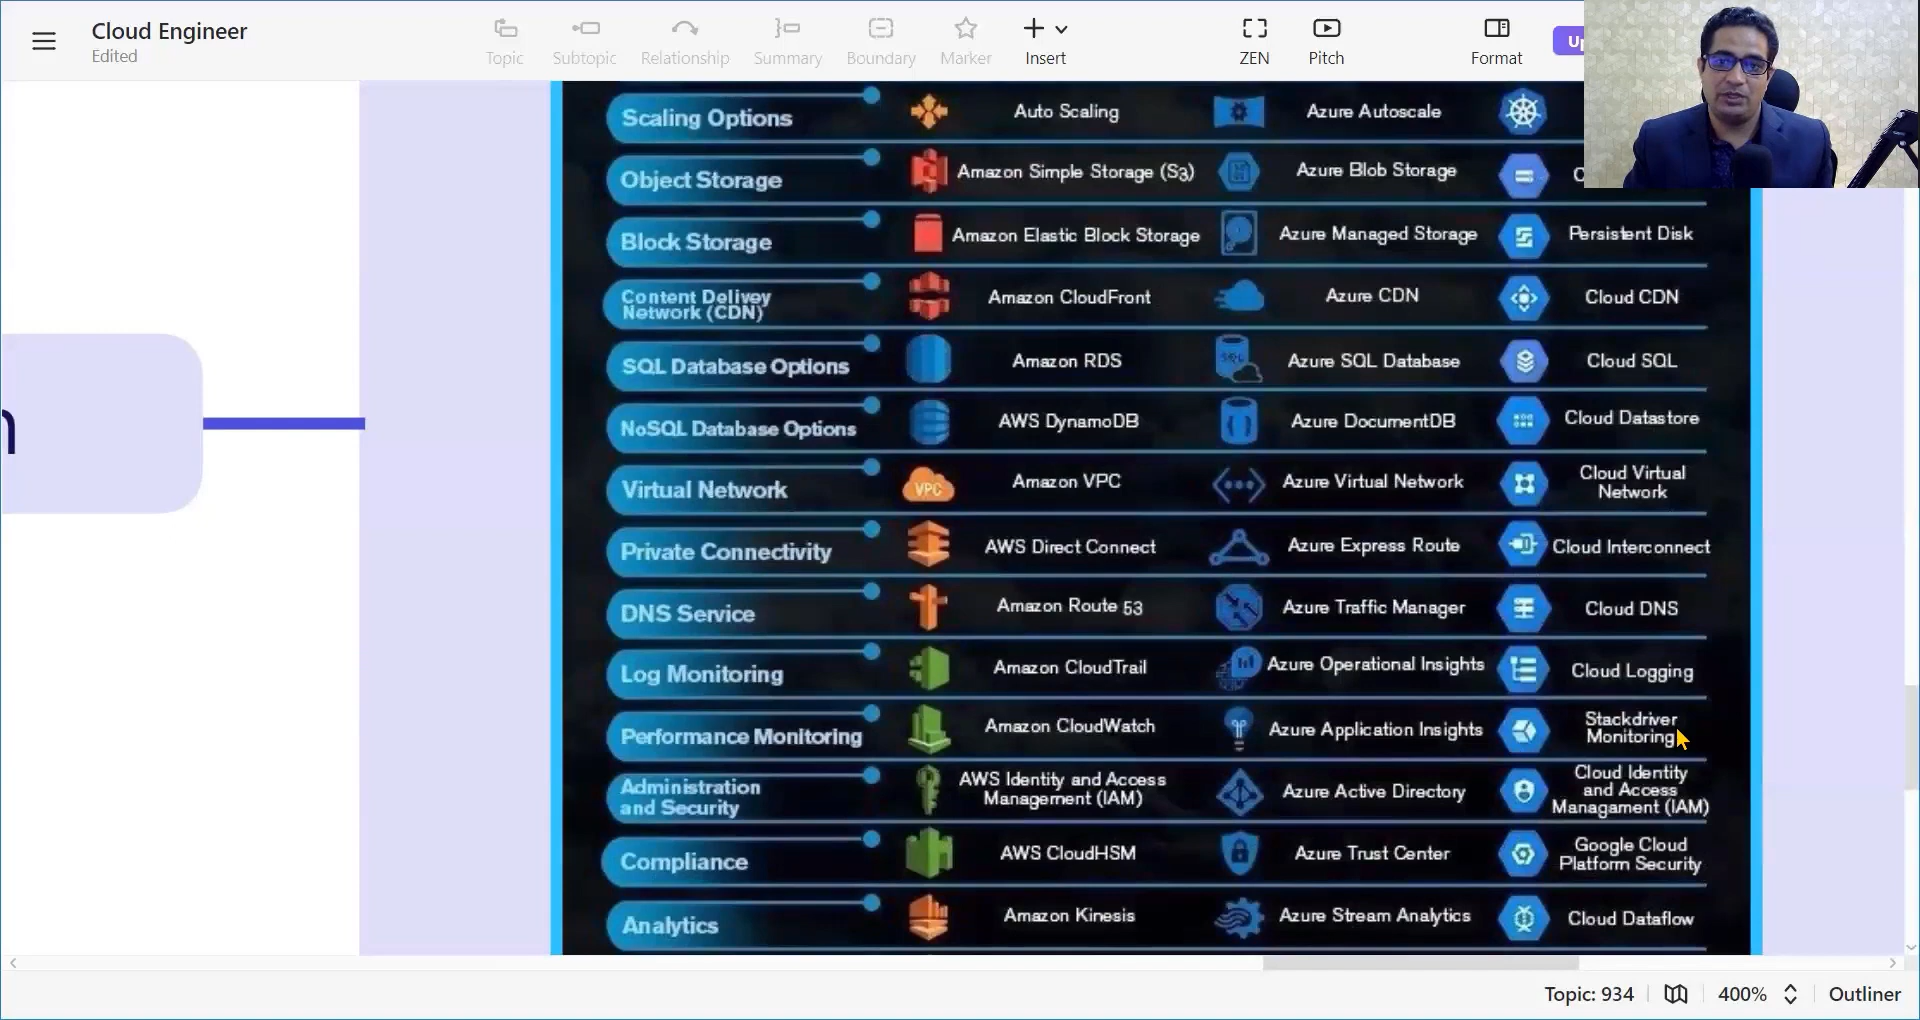 Cloud Engineer
Edited
Topic
Subtopic
Relationship
Summary
Boundary
Marker
Insert
ZEN
Pitch
Format
Up
Scaling Options Auto Scaling Azure Autoscale
Object Storage Amazon Simple Storage (S3) Azure Blob Storage C
Block Storage Amazon Elastic Block Storage Azure Managed Storage Persistent Disk
Content Delivey
Network (CDN) Amazon CloudFront Azure CDN Cloud CDN
SQL Database Options Amazon RDS SQL Azure SQL Database Cloud SQL
NoSQL Database Options AWS DynamoDB Azure DocumentDB Cloud Datastore
n
Virtual Network VPC Amazon VPC Azure Virtual Network Cloud Virtual
Network
Private Connectivity AWS Direct Connect Azure Express Route Cloud Interconnect
DNS Service Amazon Route 53 Azure Traffic Manager Cloud DNS
Log Monitoring Amazon CloudTrail Azure Operational Insights Cloud Logging
Performance Monitoring Amazon CloudWatch Azure Application Insights Stackdriver
Monitoring
Administration
and Security AWS Identity and Access
Management (IAM) Azure Active Directory Cloud Identity
and Access
Managament (IAM)
Compliance AWS CloudHSM Azure Trust Center Google Cloud
Platform Security
Analytics Amazon Kinesis Azure Stream Analytics Cloud Dataflow
Topic: 934
400%
Outliner